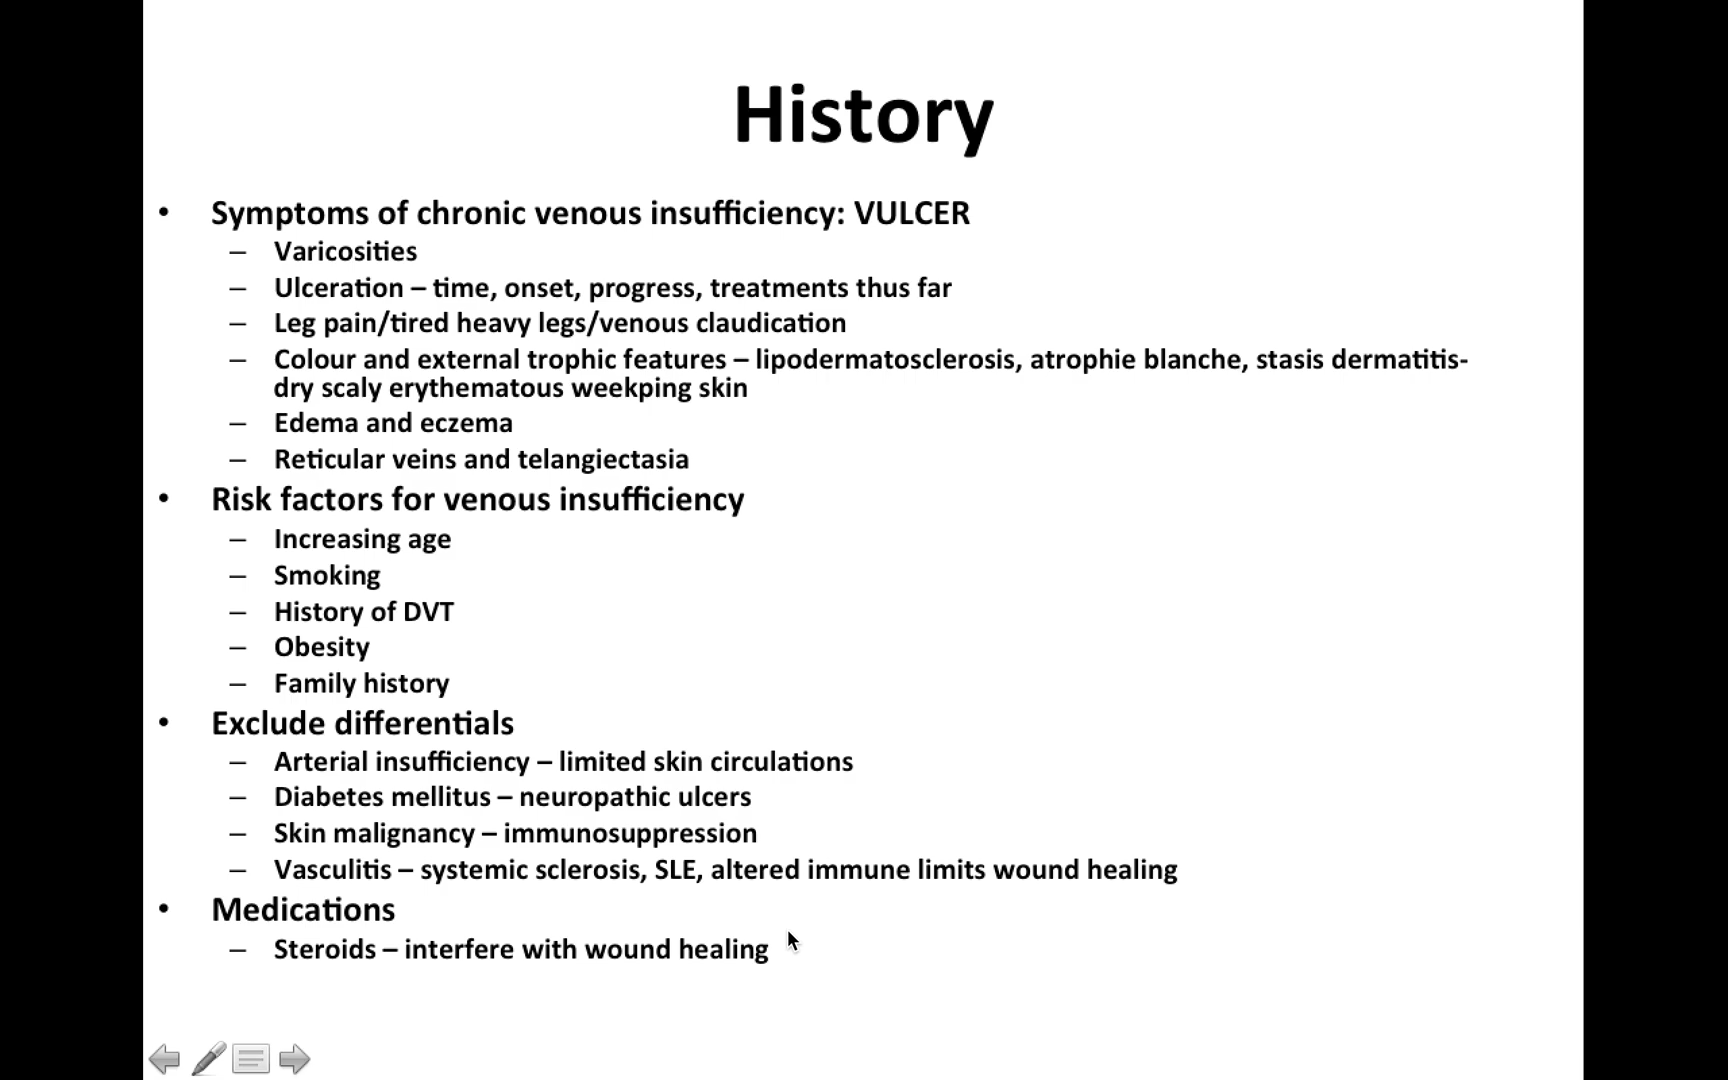 History
• Symptoms of chronic venous insufficiency: VULCER
– Varicosities
– Ulceration – time, onset, progress, treatments thus far
– Leg pain/tired heavy legs/venous claudication
– Colour and external trophic features – lipodermatosclerosis, atrophie blanche, stasis dermatitis-
dry scaly erythematous weekping skin
– Edema and eczema
– Reticular veins and telangiectasia
• Risk factors for venous insufficiency
– Increasing age
– Smoking
– History of DVT
– Obesity
– Family history
• Exclude differentials
– Arterial insufficiency – limited skin circulations
– Diabetes mellitus – neuropathic ulcers
– Skin malignancy – immunosuppression
– Vasculitis – systemic sclerosis, SLE, altered immune limits wound healing
• Medications
– Steroids – interfere with wound healing